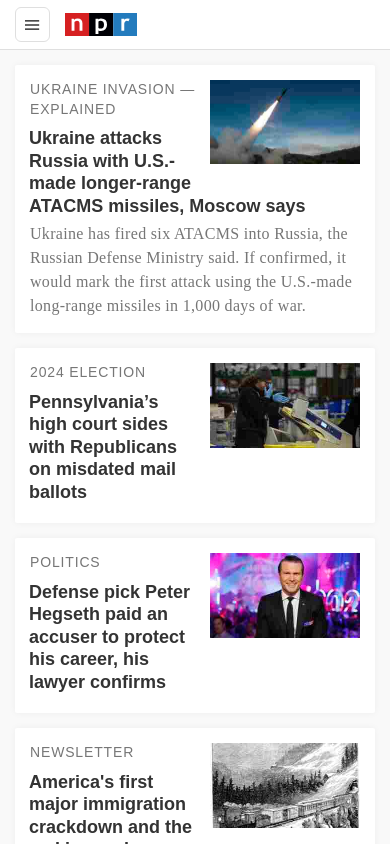 npr
UKRAINE INVASION —
EXPLAINED
Ukraine attacks
Russia with U.S.-
made longer-range
ATACMS missiles, Moscow says
Ukraine has fired six ATACMS into Russia, the
Russian Defense Ministry said. If confirmed, it
would mark the first attack using the U.S.-made
long-range missiles in 1,000 days of war.
2024 ELECTION
Pennsylvania’s
high court sides
with Republicans
on misdated mail
ballots
POLITICS
Defense pick Peter
Hegseth paid an
accuser to protect
his career, his
lawyer confirms
NEWSLETTER
America's first
major immigration
crackdown and the